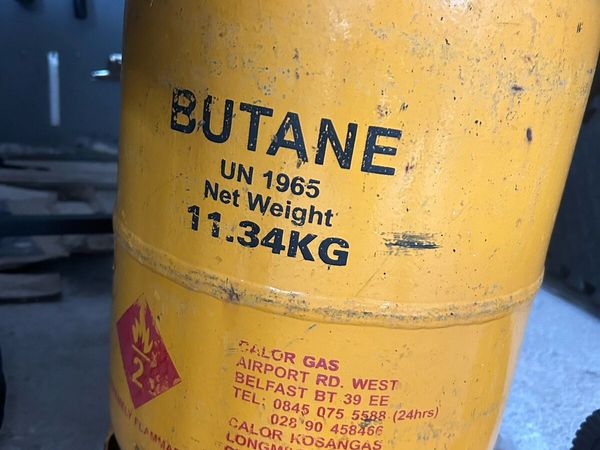 BUTANE
UN 1965
Net Weight
11.34KG
2
CALOR GAS
AIRPORT RD. WEST
BELFAST BT 39 EE
TEL: 0845 075 5588 (24hrs)
028 90 458466
CALOR KOSANGAS